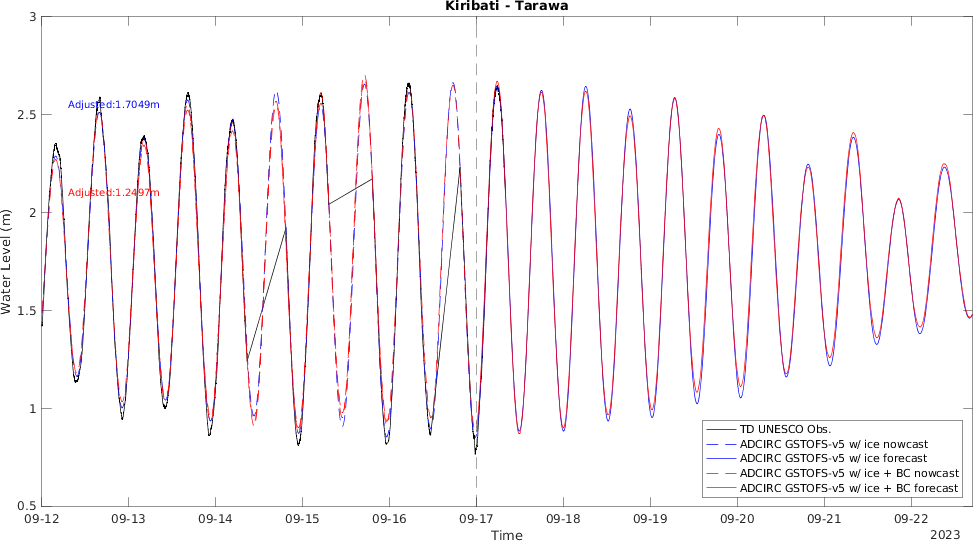 Kiribati - Tarawa
3
Adjusted:1.7049m
2.5
Adjusted:1.2497m
2
Water Level (m)
1.5
1
0.5
TD UNESCO Obs.
ADCIRC GSTOFS-v5 w/ ice nowcast
ADCIRC GSTOFS-v5 w/ ice forecast
ADCIRC GSTOFS-v5 w/ ice + BC nowcast
ADCIRC GSTOFS-v5 w/ ice + BC forecast
09-12 09-13 09-14 09-15 09-16 09-17 09-18 09-19 09-20 09-21 09-22
Time
2023